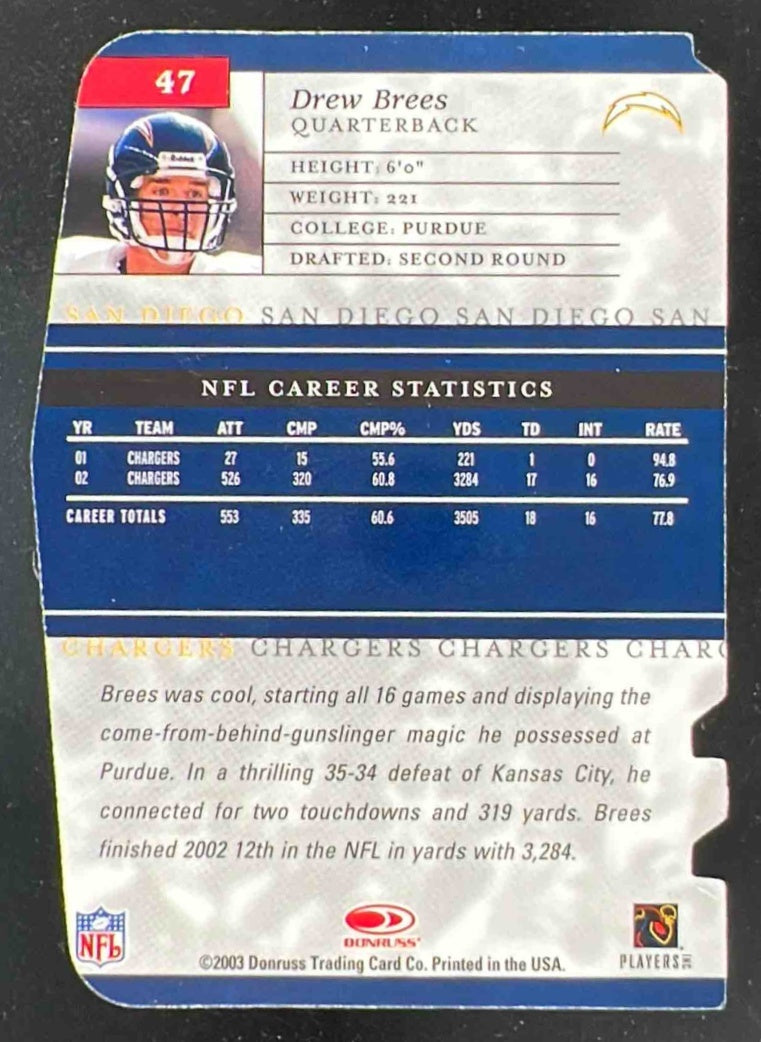 47
Drew Brees
QUARTERBACK
HEIGHT: 6'0"
WEIGHT: 221
COLLEGE: PURDUE
DRAFTED: SECOND ROUND
Riddell
SAN DIEGO SAN DIEGO SAN DIEGO SAN
NFL CAREER STATISTICS
YR TEAM ATT CMP CMP% YDS TD INT RATE
01 CHARGERS 27 15 55.6 221 1 0 94.8
02 CHARGERS 526 320 60.8 3284 17 16 76.9
CAREER TOTALS 553 335 60.6 3505 18 16 77.8
CHARGERS CHARGERS CHARGERS CHARG
Brees was cool, starting all 16 games and displaying the
come-from-behind-gunslinger magic he possessed at
Purdue. In a thrilling 35-34 defeat of Kansas City, he
connected for two touchdowns and 319 yards. Brees
finished 2002 12th in the NFL in yards with 3,284.
NFL
DONRUSS
PLAYERS INC
©2003 Donruss Trading Card Co. Printed in the USA.